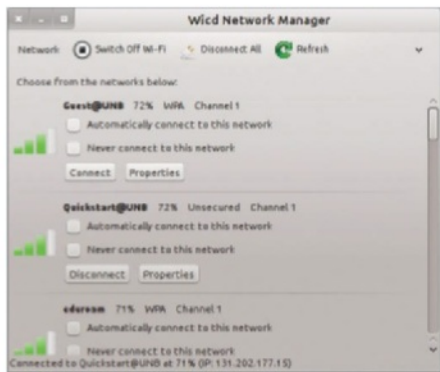 Wicd Network Manager
Network Switch Off Wi-Fi Disconnect All Refresh
Choose from the networks below:
Guest@UNB 72% WPA Channel 1
Automatically connect to this network
Never connect to this network
Connect Properties
Quickstart@UNB 72% Unsecured Channel 1
Automatically connect to this network
Never connect to this network
Disconnect Properties
eduroam 71% WPA Channel 1
Automatically connect to this network
Never connect to this network
Connected to Quickstart@UNB at 71% (IP: 131.202.177.15)